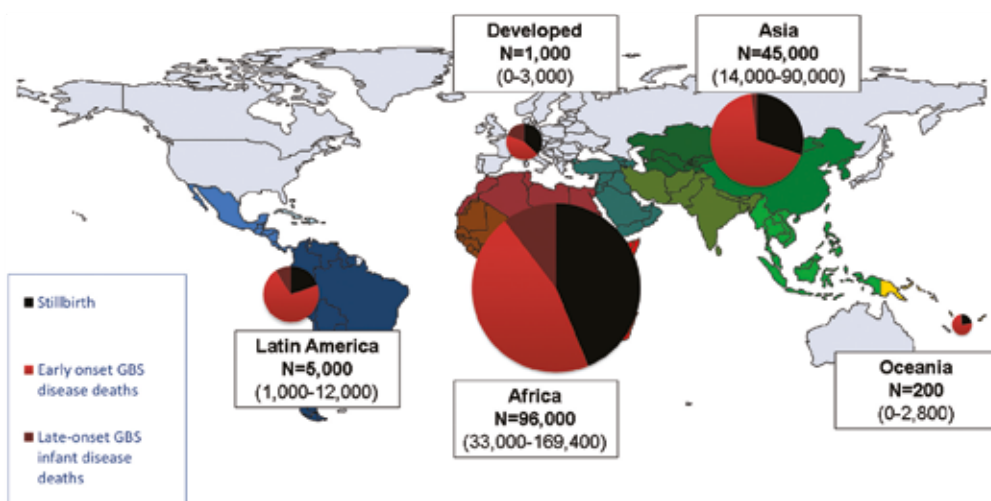 Developed
N=1,000
(0-3,000)
Asia
N=45,000
(14,000-90,000)
Stillbirth
Early onset GBS
disease deaths
Late-onset GBS
infant disease
deaths
Latin America
N=5,000
(1,000-12,000)
Africa
N=96,000
(33,000-169,400)
Oceania
N=200
(0-2,800)